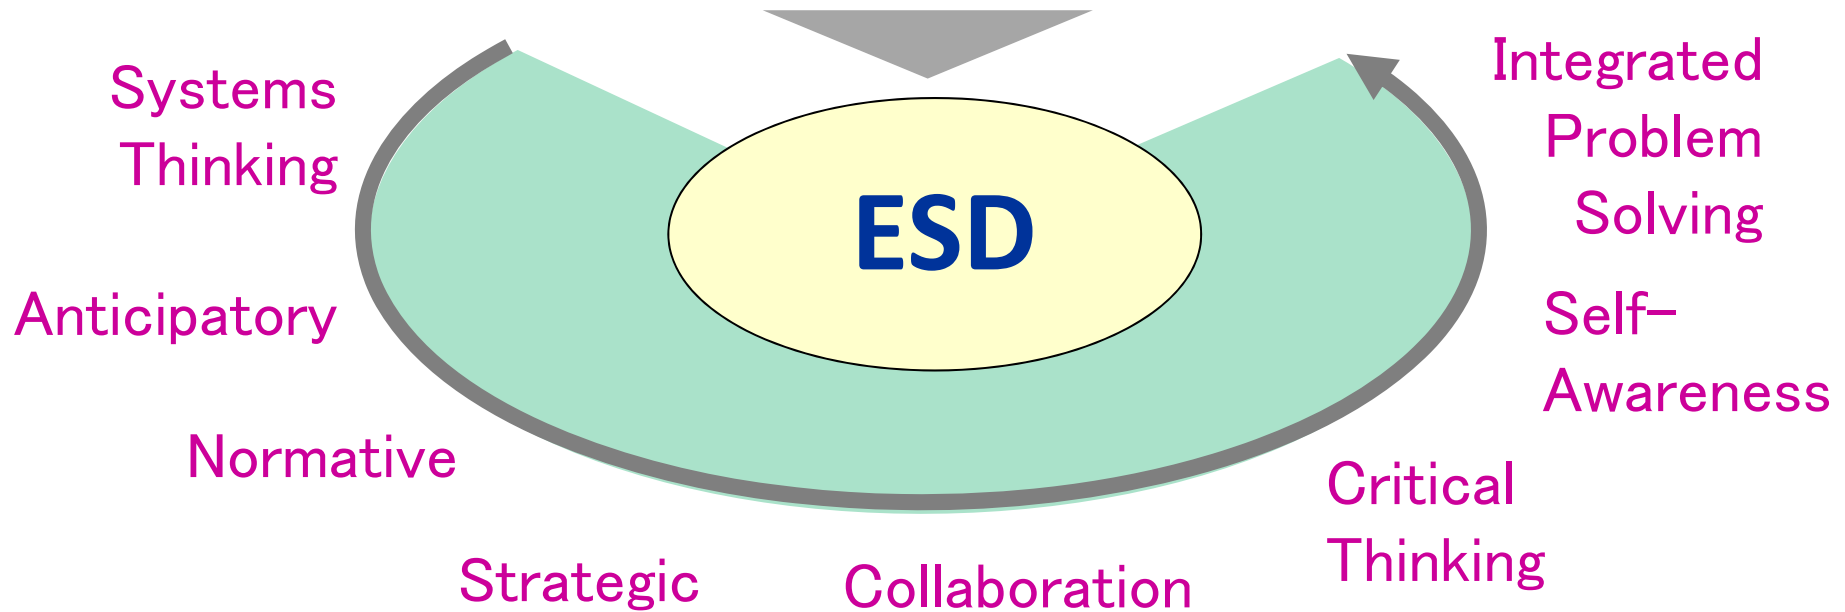 Systems
Thinking
Anticipatory
Normative
Strategic
Collaboration
Critical
Thinking
Self-
Awareness
Integrated
Problem
Solving
ESD